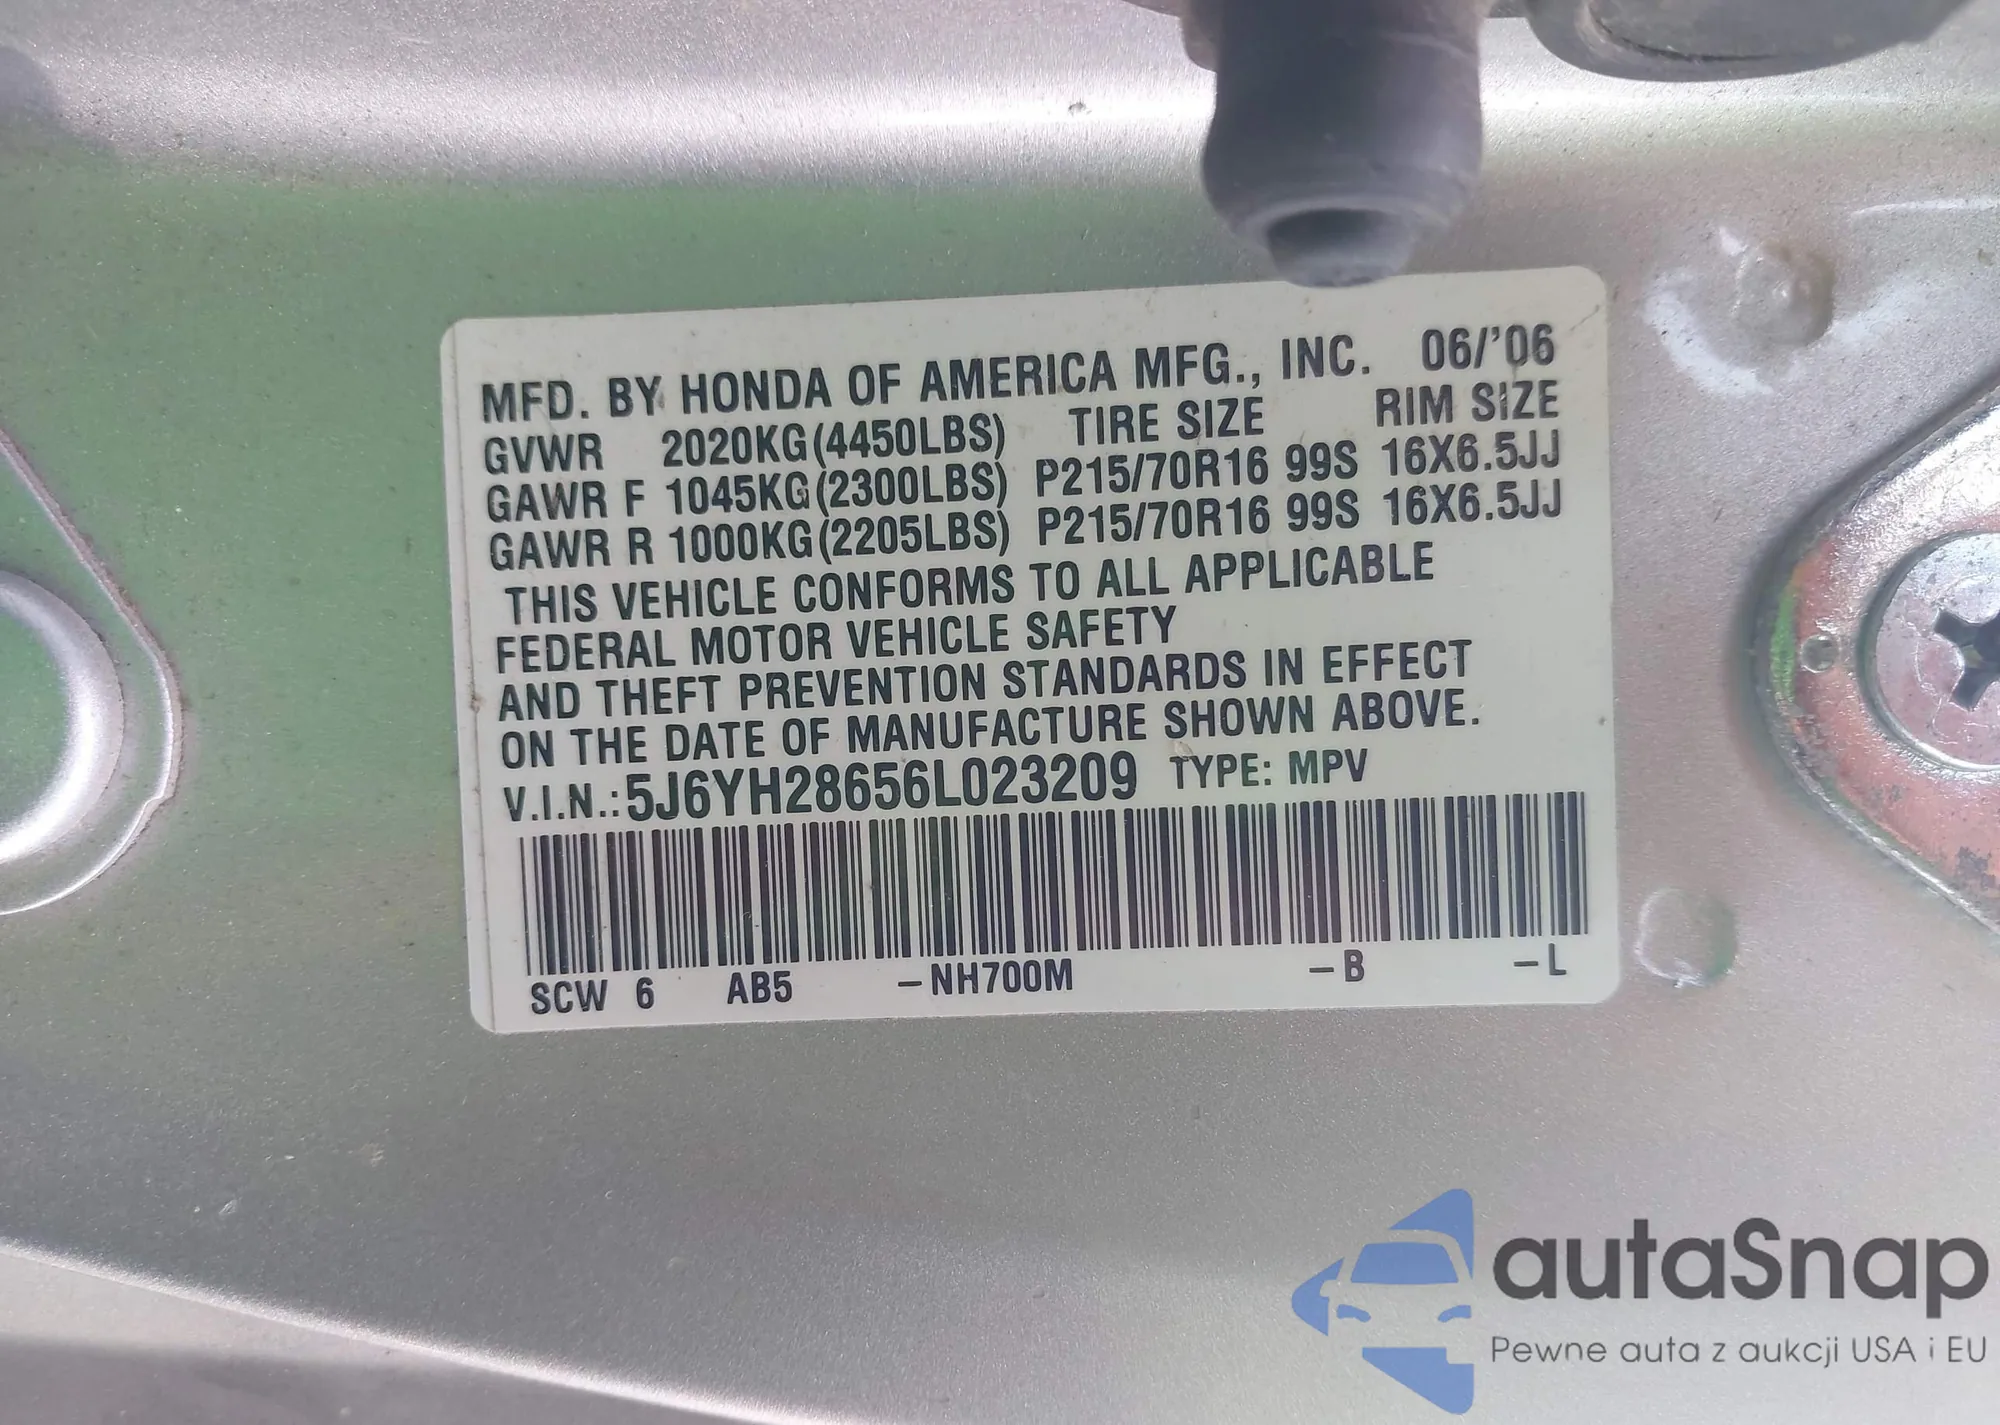 MFD. BY HONDA OF AMERICA MFG., INC. 06/'06
GVWR 2020KG(4450LBS) TIRE SIZE RIM SIZE
GAWR F 1045KG(2300LBS) P215/70R16 99S 16X6.5JJ
GAWR R 1000KG(2205LBS) P215/70R16 99S 16X6.5JJ
THIS VEHICLE CONFORMS TO ALL APPLICABLE
FEDERAL MOTOR VEHICLE SAFETY
AND THEFT PREVENTION STANDARDS IN EFFECT
ON THE DATE OF MANUFACTURE SHOWN ABOVE.
V.I.N.:5J6YH28656L023209 TYPE: MPV
SCW 6 AB5 –NH700M –B –L
autaSnap
Pewne auta z aukcji USA i EU